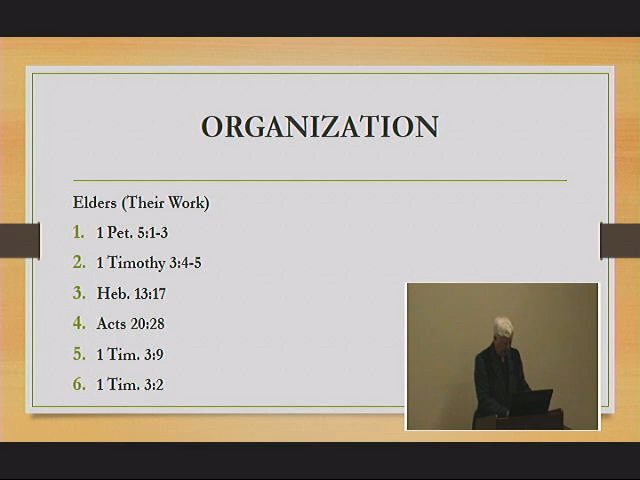 ORGANIZATION
Elders (Their Work)
1. 1 Pet. 5:1-3
2. 1 Timothy 3:4-5
3. Heb. 13:17
4. Acts 20:28
5. 1 Tim. 3:9
6. 1 Tim. 3:2